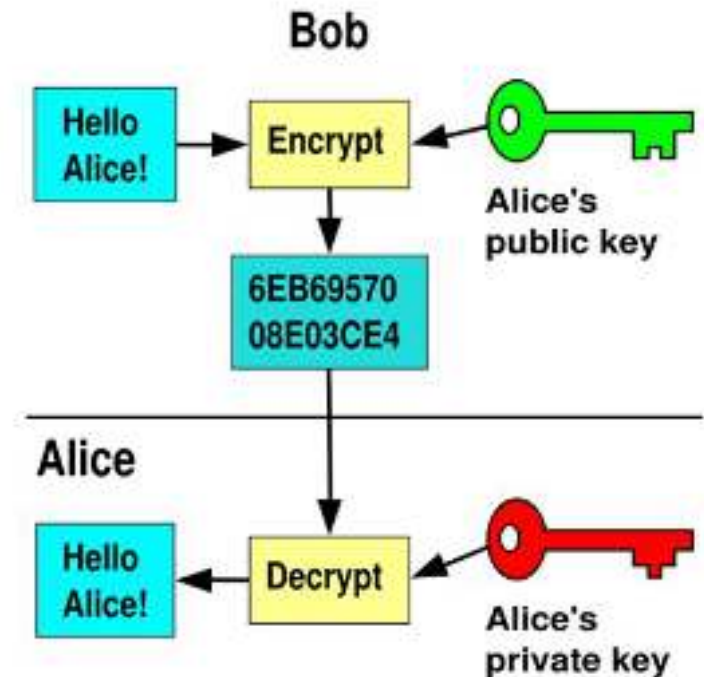 Bob
Hello
Alice!
Encrypt
Alice's
public key
6EB69570
08E03CE4
Alice
Hello
Alice!
Decrypt
Alice's
private key